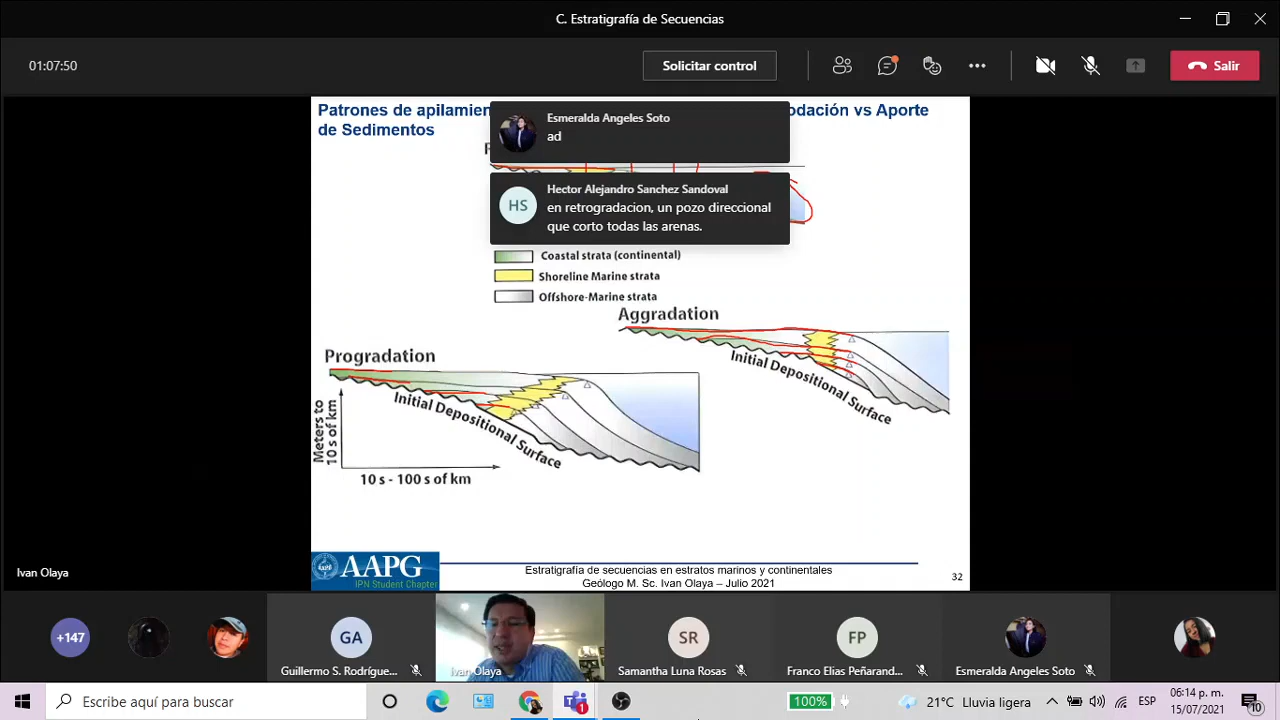 C. Estratigrafía de Secuencias
01:07:50
Solicitar control
Salir
Patrones de apilamien
odación vs Aporte
de Sedimentos
Esmeralda Angeles Soto
ad
HS
Hector Alejandro Sanchez Sandoval
en retrogradacion, un pozo direccional
que corto todas las arenas.
Coastal strata (continental)
Shoreline Marine strata
Offshore-Marine strata
Aggradation
Initial Depositional Surface
Progradation
Initial Depositional Surface
Meters to
10 s of km
10 s - 100 s of km
AAPG
IPN Student Chapter
Estratigrafía de secuencias en estratos marinos y continentales
Geólogo M. Sc. Ivan Olaya – Julio 2021
32
Ivan Olaya
+147
GA
Guillermo S. Rodrígue...
Ivan Olaya
SR
Samantha Luna Rosas
FP
Franco Elias Peñarand...
Esmeralda Angeles Soto
Escribe aquí para buscar
1
100%
21°C Lluvia ligera
ESP
06:14 p. m.
15/07/2021
10